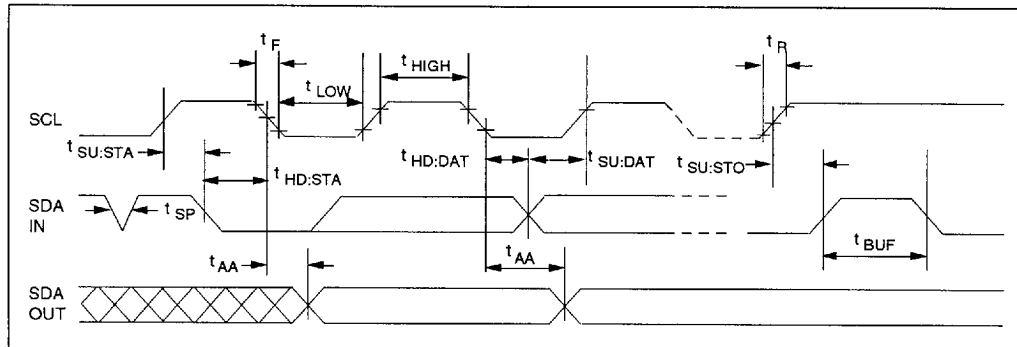 t F
t LOW
t HIGH
t R
SCL
t SU:STA
t HD:STA
t HD:DAT
t SU:DAT
t SU:STO
SDA
IN
t SP
t BUF
t AA
t AA
SDA
OUT